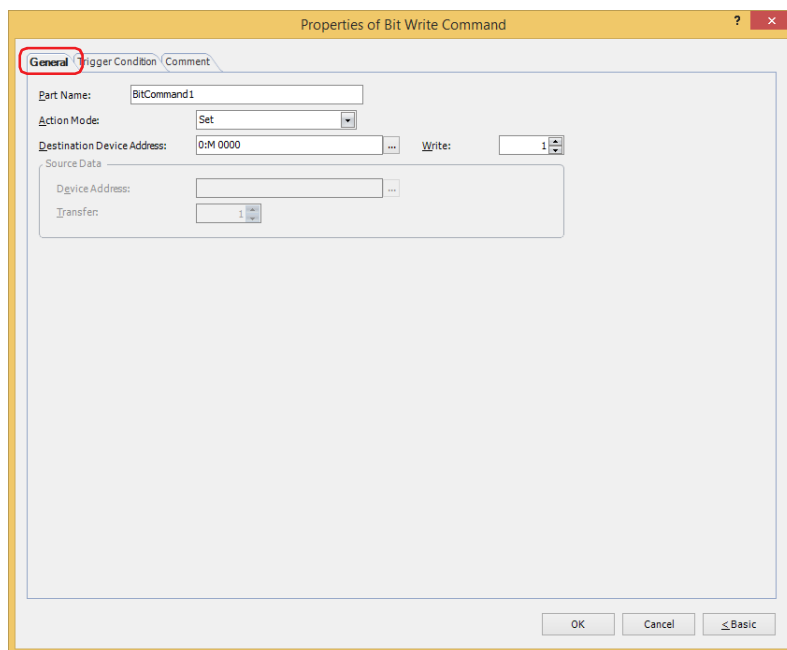 Properties of Bit Write Command ? ×
General Trigger Condition Comment
Part Name: BitCommand1
Action Mode: Set
Destination Device Address: 0:M 0000 ... Write: 1
Source Data
Device Address: ...
Transfer: 1
OK Cancel < Basic